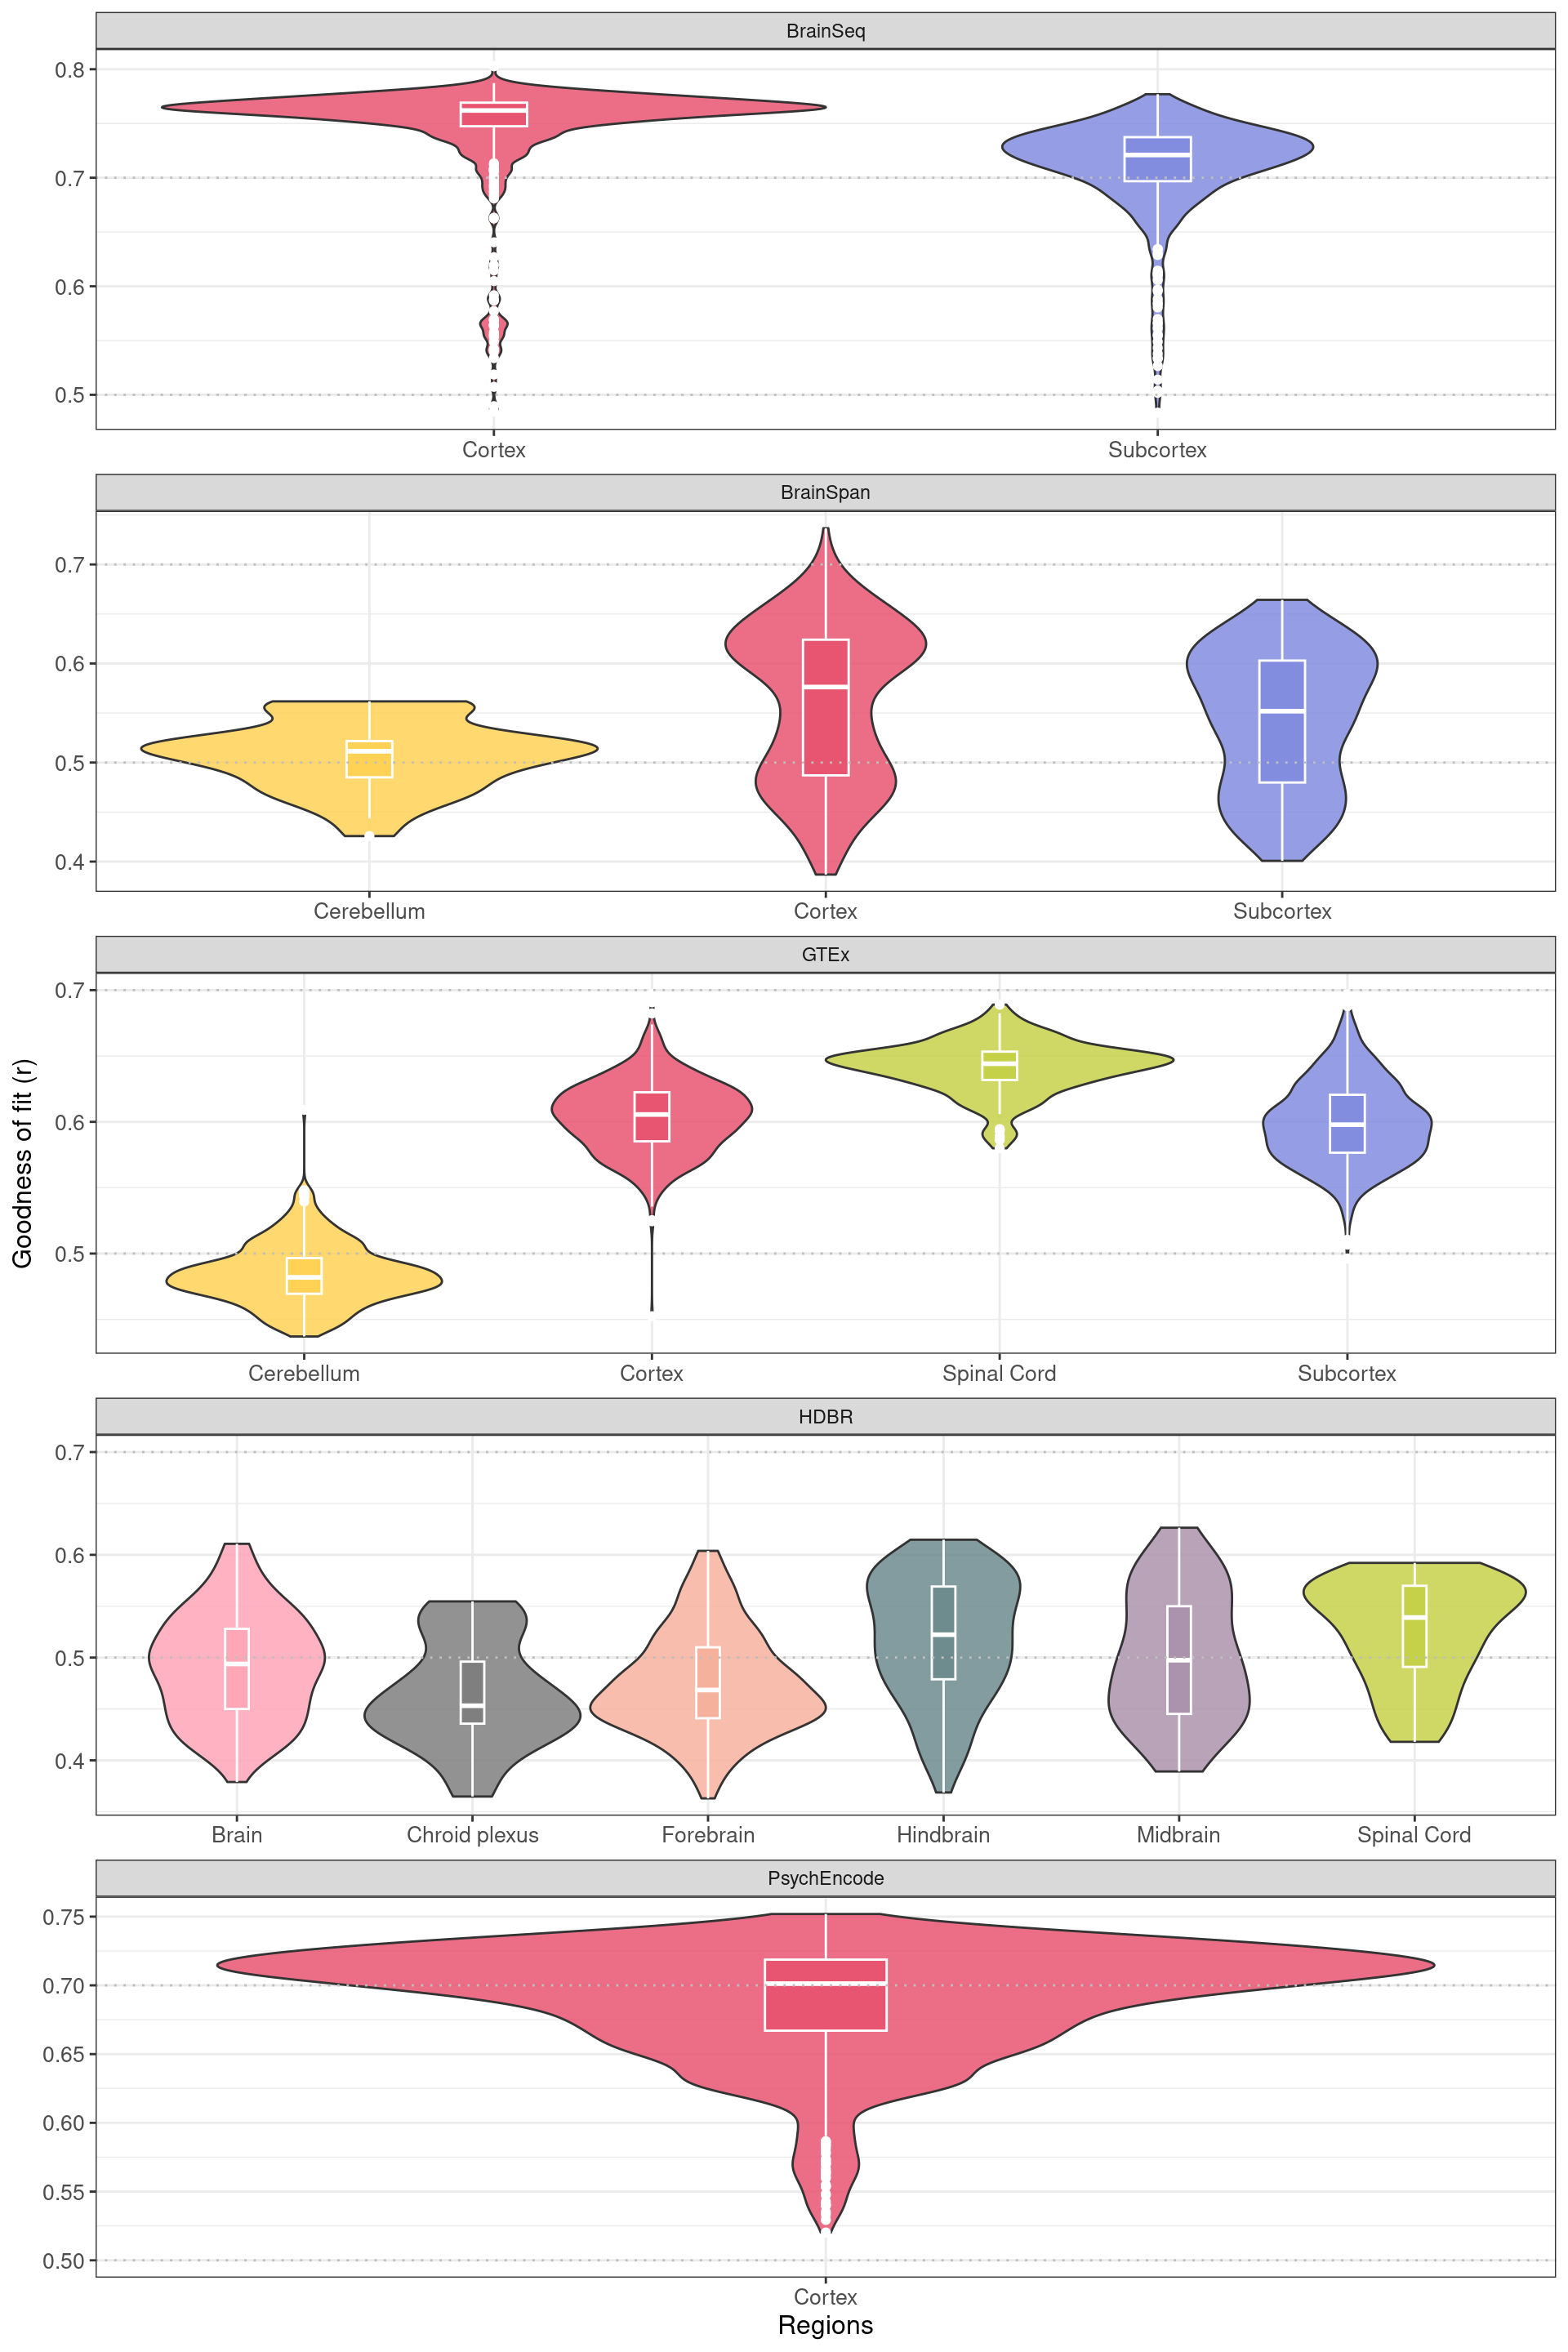 BrainSeq
0.8
0.7
0.6
0.5
Cortex Subcortex
BrainSpan
0.7
0.6
0.5
0.4
Cerebellum Cortex Subcortex
GTEx
0.7
0.6
0.5
Cerebellum Cortex Spinal Cord Subcortex
Goodness of fit (r)
HDBR
0.7
0.6
0.5
0.4
Brain Chroid plexus Forebrain Hindbrain Midbrain Spinal Cord
PsychEncode
0.75
0.70
0.65
0.60
0.55
0.50
Cortex
Regions